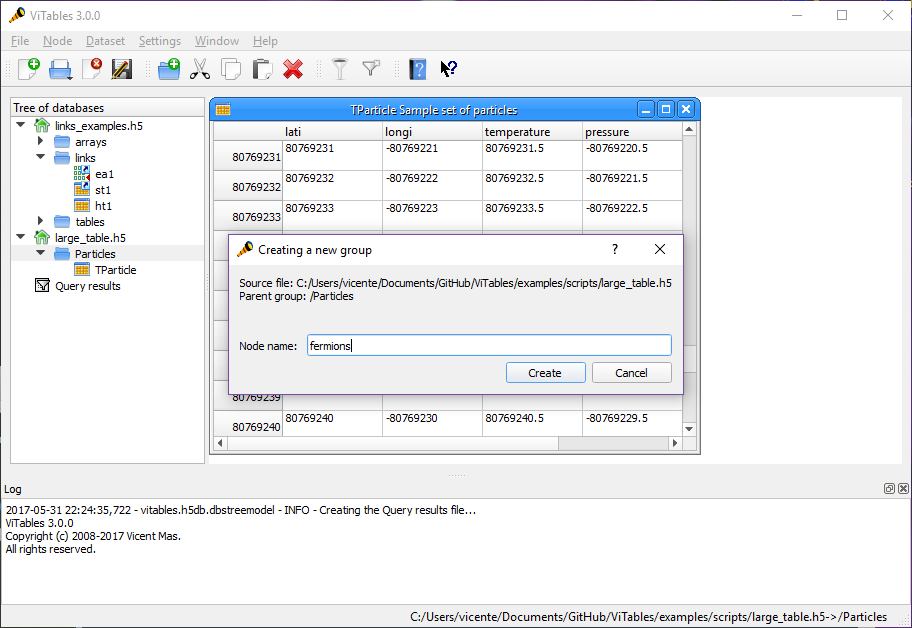 ViTables 3.0.0
File Node Dataset Settings Window Help
Tree of databases
links_examples.h5
arrays
links
ea1
st1
ht1
tables
large_table.h5
Particles
TParticle
Query results
TParticle Sample set of particles
lati longi temperature pressure
80769231 80769231 -80769221 80769231.5 -80769220.5
80769232 80769232 -80769222 80769232.5 -80769221.5
80769233 80769233 -80769223 80769233.5 -80769222.5
Creating a new group
?
Source file: C:/Users/vicente/Documents/GitHub/ViTables/examples/scripts/large_table.h5
Parent group: /Particles
Node name: fermions
Create Cancel
80769239
80769240 80769240 -80769230 80769240.5 -80769229.5
Log
2017-05-31 22:24:35,722 - vitables.h5db.dbstreemodel - INFO - Creating the Query results file...
ViTables 3.0.0
Copyright (c) 2008-2017 Vicent Mas.
All rights reserved.
C:/Users/vicente/Documents/GitHub/ViTables/examples/scripts/large_table.h5->/Particles